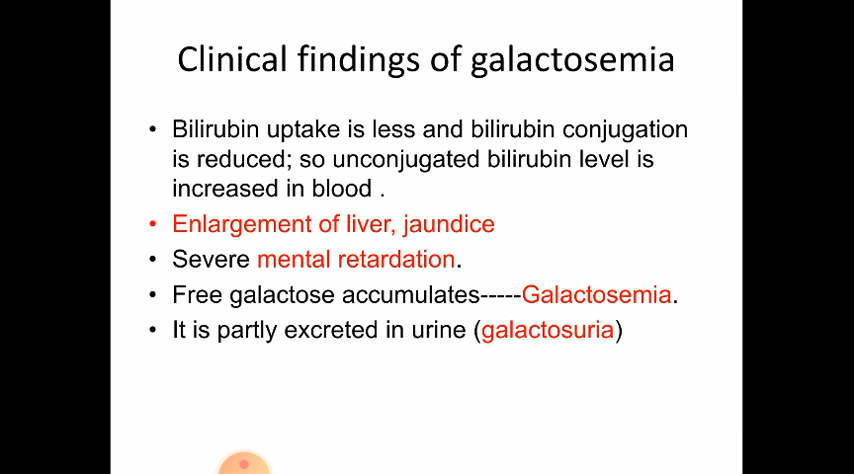 Clinical findings of galactosemia
• Bilirubin uptake is less and bilirubin conjugation
is reduced; so unconjugated bilirubin level is
increased in blood .
• Enlargement of liver, jaundice
• Severe mental retardation.
• Free galactose accumulates-----Galactosemia.
• It is partly excreted in urine (galactosuria)